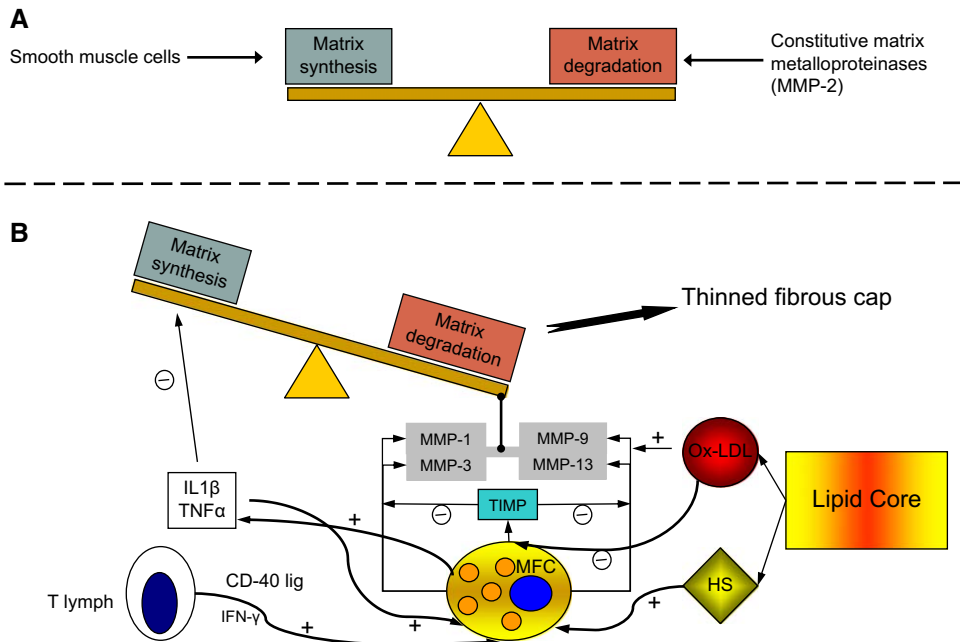 A
Smooth muscle cells
Matrix
synthesis
Matrix
degradation
Constitutive matrix
metalloproteinases
(MMP-2)
B
Matrix
synthesis
Matrix
degradation
Thinned fibrous cap
MMP-1
MMP-3
MMP-9
MMP-13
+
Ox-LDL
Lipid Core
IL1β
TNFα
+
TIMP
MFC
HS
+
T lymph
CD-40 lig
IFN-γ
+
+